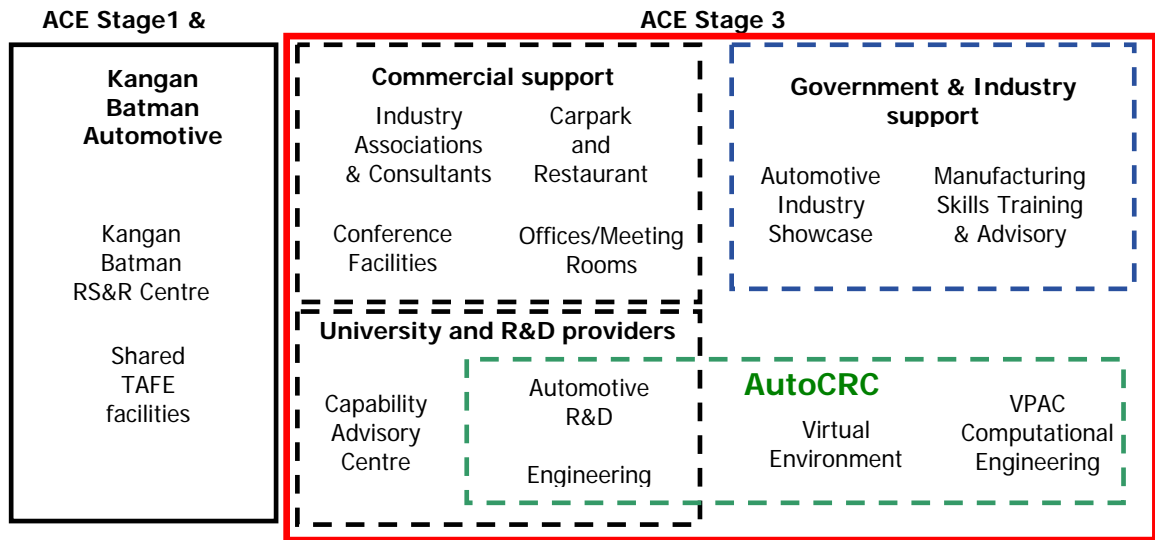 ACE Stage1 &
ACE Stage 3
Kangan
Batman
Automotive
Kangan
Batman
RS&R Centre
Shared
TAFE
facilities
Commercial support
Industry
Associations
& Consultants
Carpark
and
Restaurant
Conference
Facilities
Offices/Meeting
Rooms
Government & Industry
support
Automotive
Industry
Showcase
Manufacturing
Skills Training
& Advisory
University and R&D providers
Capability
Advisory
Centre
Automotive
R&D
Engineering
AutoCRC
Virtual
Environment
VPAC
Computational
Engineering